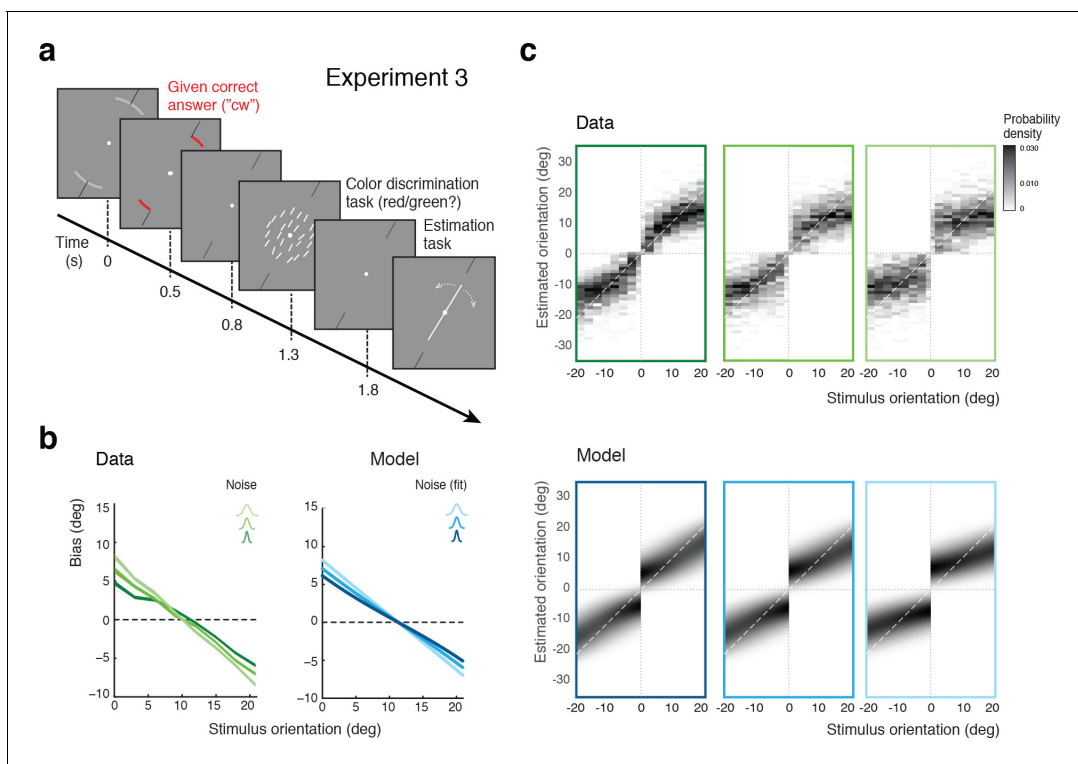 a
Experiment 3
Given correct
answer ("cw")
Color discrimination
task (red/green?)
Estimation
task
Time
(s)
0
0.5
0.8
1.3
1.8
b
Data
Model
Noise
Noise (fit)
Bias (deg)
15
10
5
0
−5
−10
0
5
10
15
20
15
10
5
0
−5
−10
0
5
10
15
20
Stimulus orientation (deg)
c
Data
Probability
density
0.030
0.010
0
Estimated orientation (deg)
30
20
10
0
-10
-20
-30
-20
-10
0
10
20
-20
-10
0
10
20
-20
-10
0
10
20
Stimulus orientation (deg)
Model
Estimated orientation (deg)
30
20
10
0
-10
-20
-30
-20
-10
0
10
20
-20
-10
0
10
20
-20
-10
0
10
20
Stimulus orientation (deg)